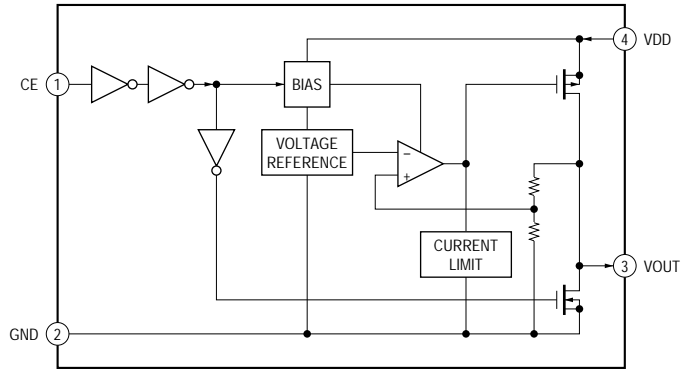 4 VDD
CE 1
BIAS
VOLTAGE
REFERENCE
−
+
CURRENT
LIMIT
3 VOUT
GND 2